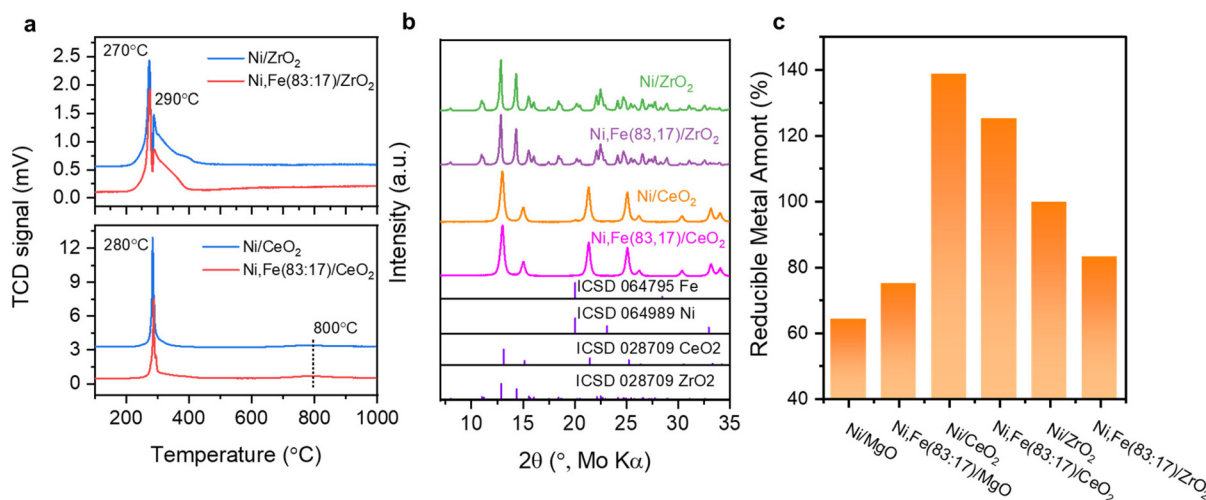 a
TCD signal (mV)
2.5
2.0
1.5
1.0
0.5
0.0
270°C
290°C
Ni/ZrO2
Ni,Fe(83:17)/ZrO2
12
9
6
3
0
280°C
800°C
Ni/CeO2
Ni,Fe(83:17)/CeO2
200 400 600 800 1000
Temperature (°C)
b
Intensity (a.u.)
Ni/ZrO2
Ni,Fe(83,17)/ZrO2
Ni/CeO2
Ni,Fe(83,17)/CeO2
ICSD 064795 Fe
ICSD 064989 Ni
ICSD 028709 CeO2
ICSD 028709 ZrO2
10 15 20 25 30 35
2θ (°, Mo Kα)
c
Reducible Metal Amont (%)
140
120
100
80
60
40
Ni/MgO
Ni,Fe(83:17)/MgO
Ni/CeO2
Ni,Fe(83:17)/CeO2
Ni/ZrO2
Ni,Fe(83:17)/ZrO2